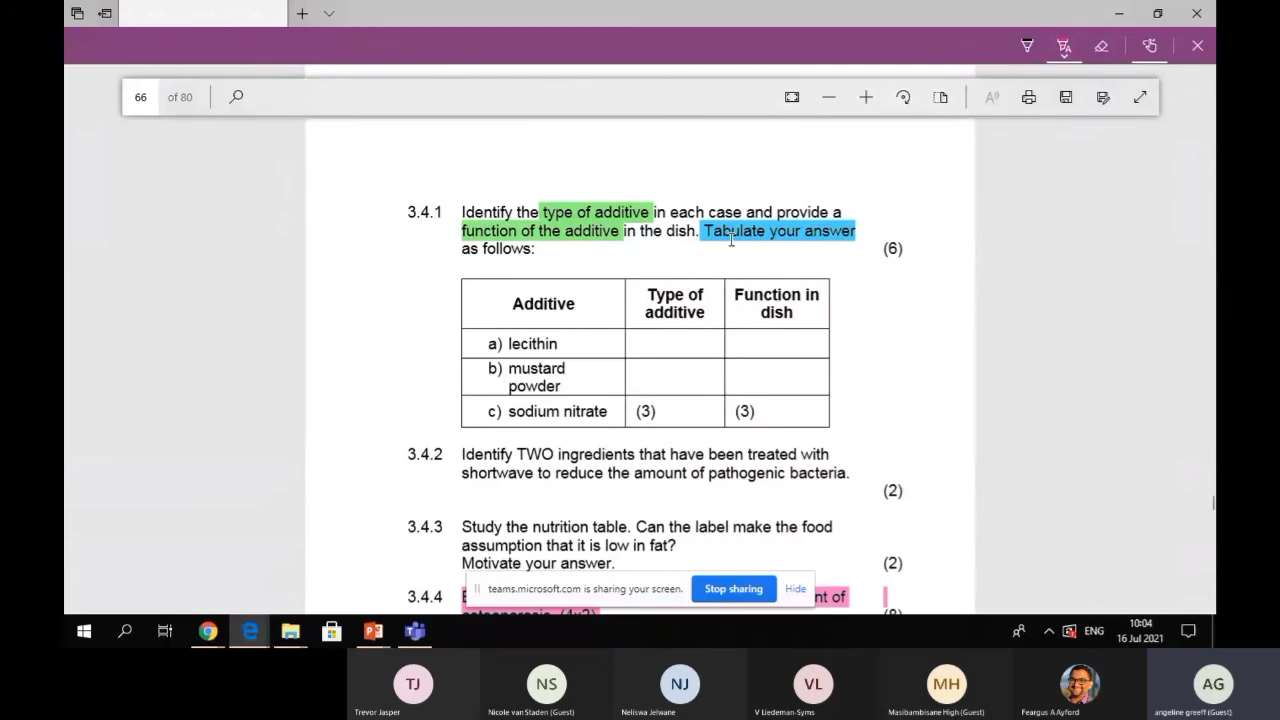 66 of 80
3.4.1 Identify the type of additive in each case and provide a
function of the additive in the dish. Tabulate your answer
as follows: (6)
Additive Type of additive Function in dish
a) lecithin
b) mustard powder
c) sodium nitrate (3) (3)
3.4.2 Identify TWO ingredients that have been treated with
shortwave to reduce the amount of pathogenic bacteria.
(2)
3.4.3 Study the nutrition table. Can the label make the food
assumption that it is low in fat?
Motivate your answer. (2)
teams.microsoft.com is sharing your screen. Stop sharing Hide
3.4.4 nt of
ENG
10:04
16 Jul 2021
TJ NS NJ VL MH AG
Trevor Jasper Nicole van Staden (Guest) Neliswa Jelwane V Liedeman-Syms Masibambisane High (Guest) Feargus A Ayford angeline greeff (Guest)